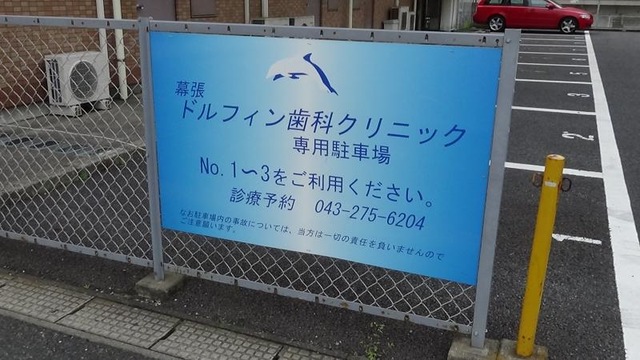 幕張
ドルフィン歯科クリニック
専用駐車場
No.1〜3をご利用ください。
診療予約 043-275-6204
なお駐車場内の事故については、当方は一切の責任を負いませんので
ご注意願います。
3
2
1